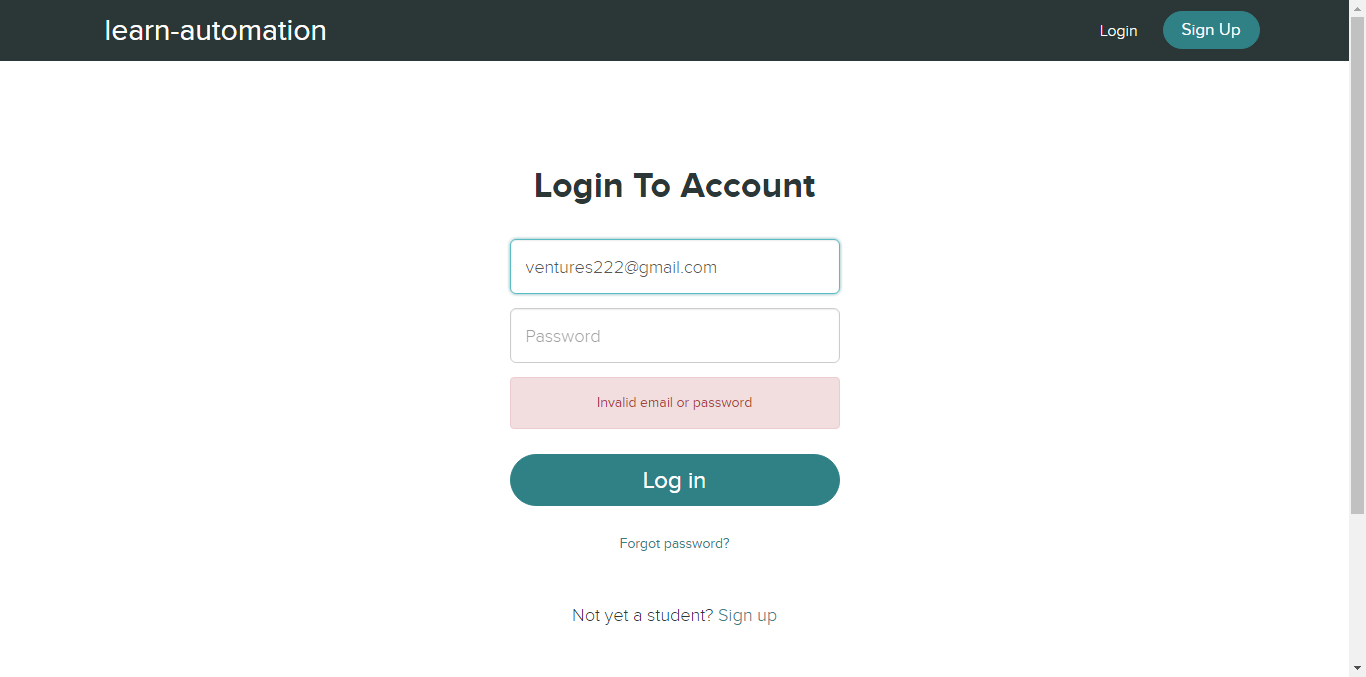 learn-automation
Login
Sign Up
Login To Account
ventures222@gmail.com
Password
Invalid email or password
Log in
Forgot password?
Not yet a student? Sign up